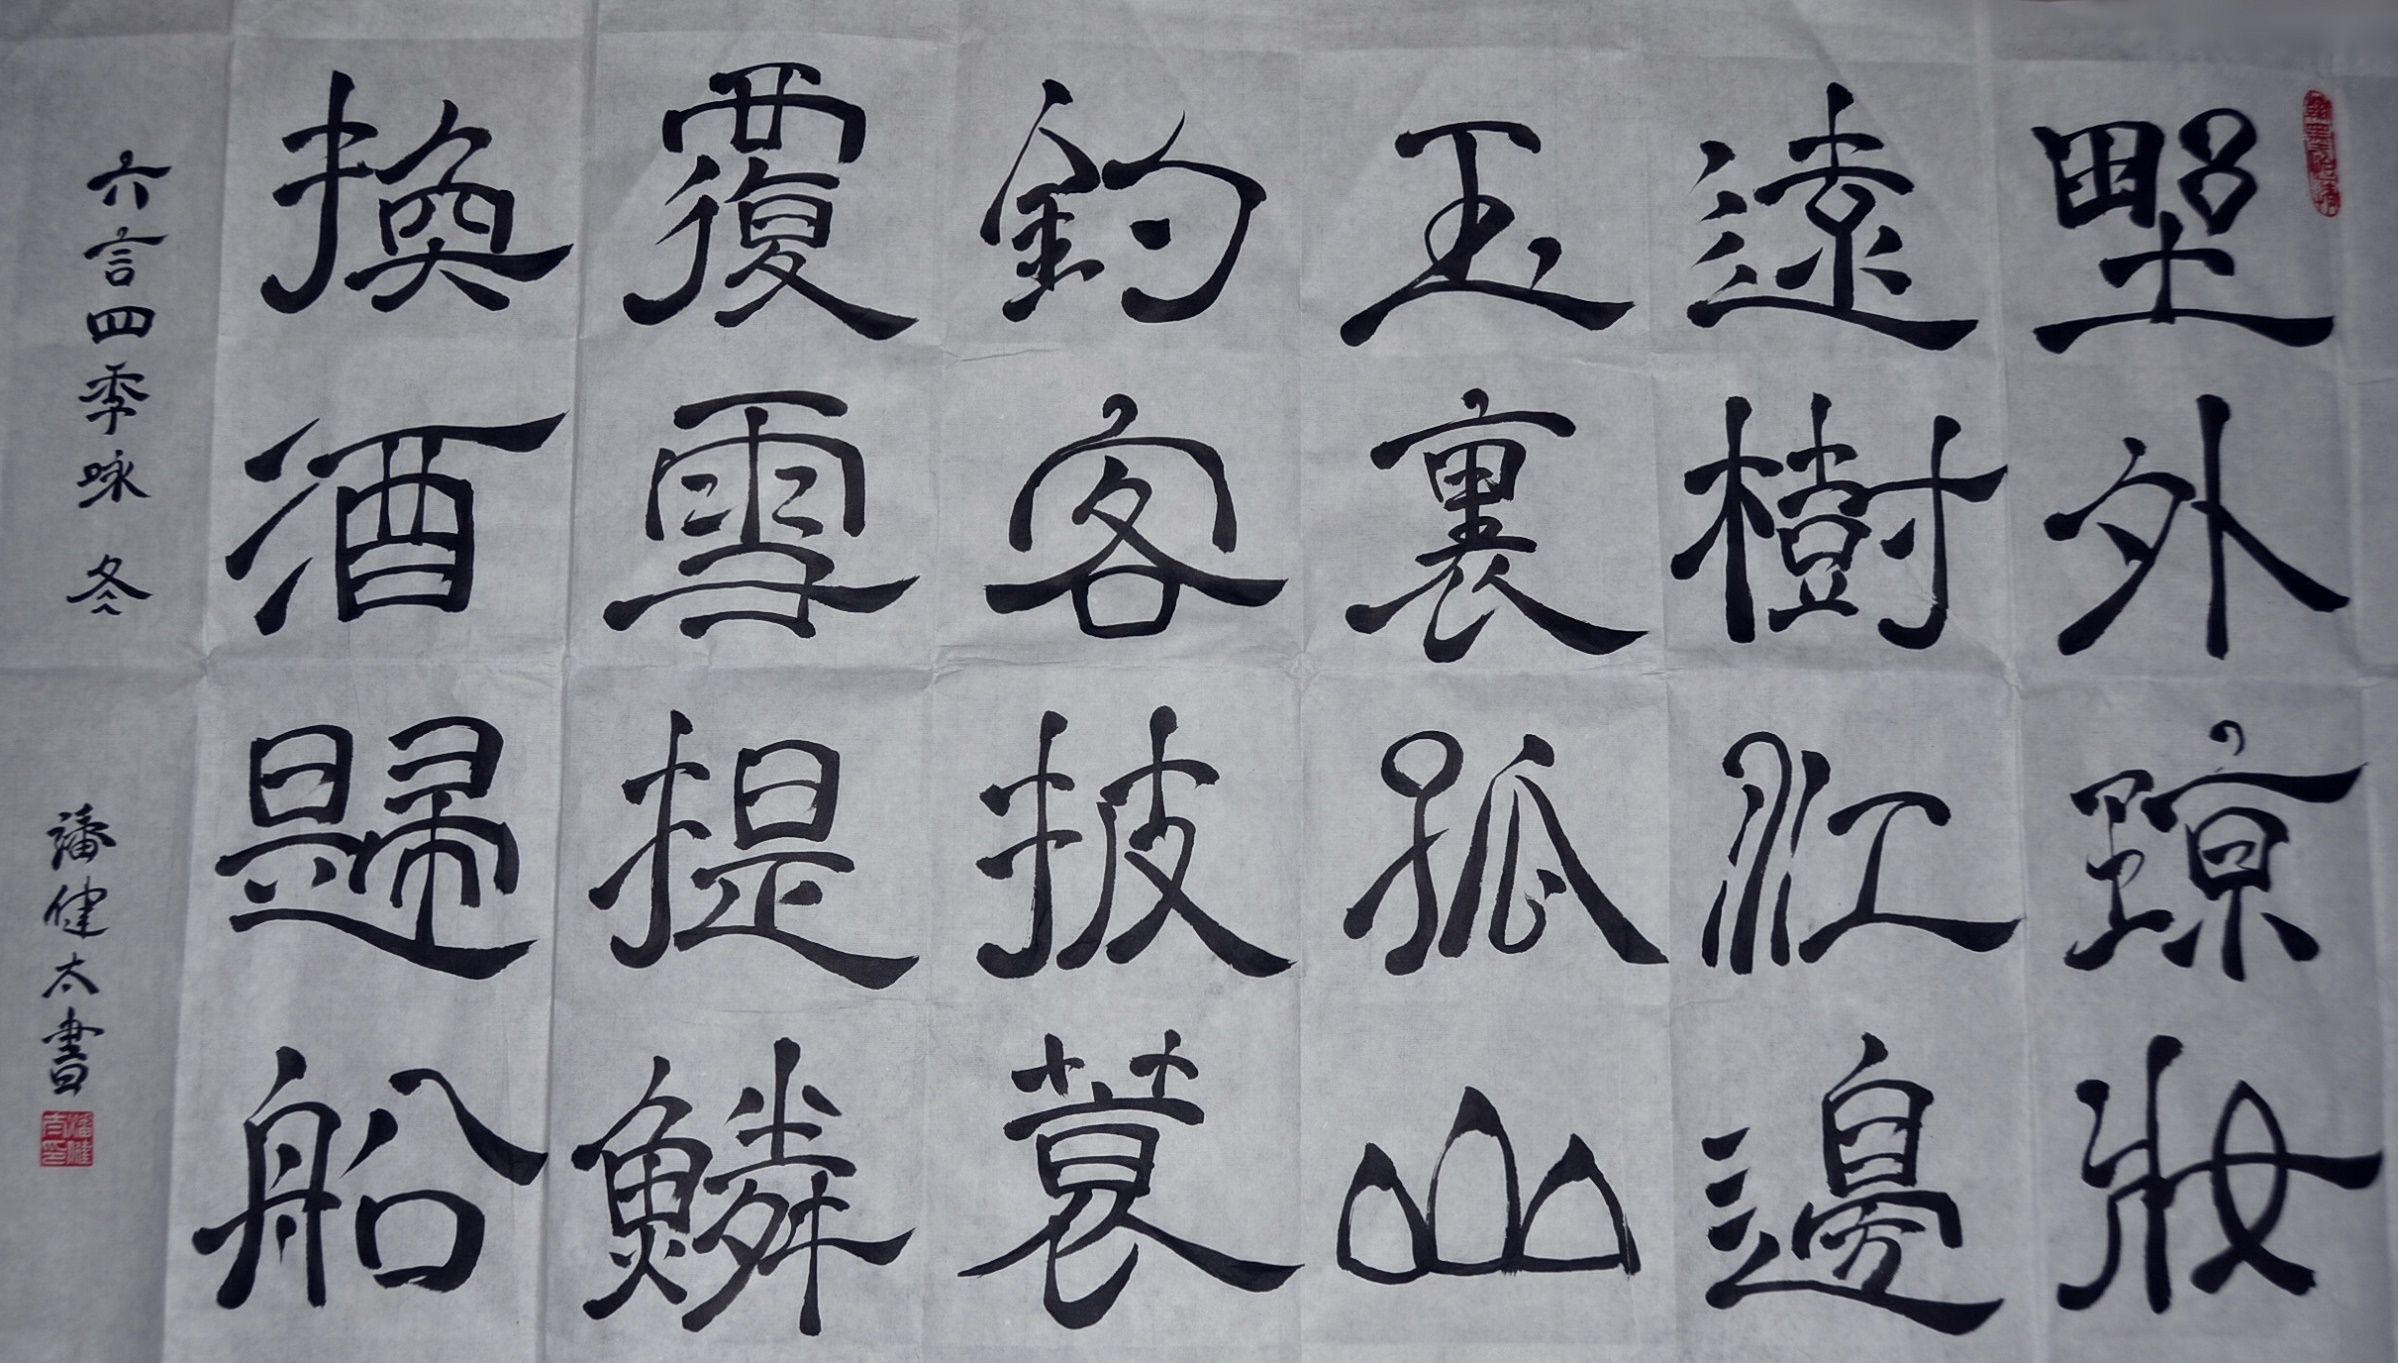 野外瓊妝
遠樹江邊
玉裏孤山
釣客披蓑
覆雪提鱗
換酒歸船
六言四季咏 冬
潘健太書